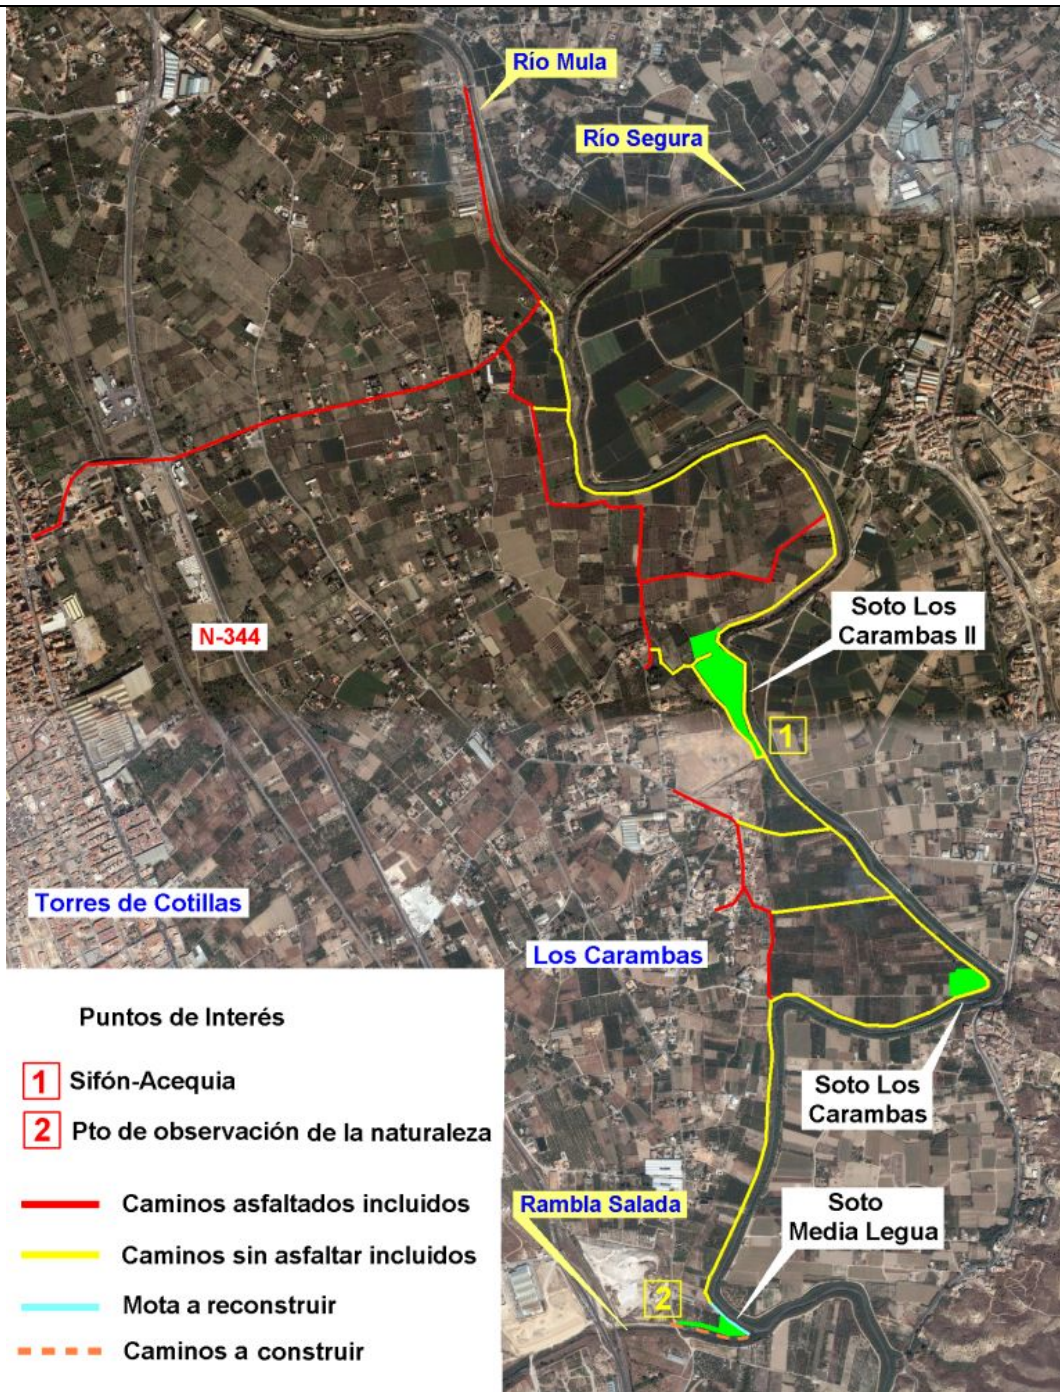 Río Mula
Río Segura
Soto Los
Carambas II
N-344
1
Torres de Cotillas
Los Carambas
Puntos de Interés
1 Sifón-Acequia
2 Pto de observación de la naturaleza
Soto Los
Carambas
Caminos asfaltados incluidos
Caminos sin asfaltar incluidos
Mota a reconstruir
Caminos a construir
Rambla Salada
Soto
Media Legua
2